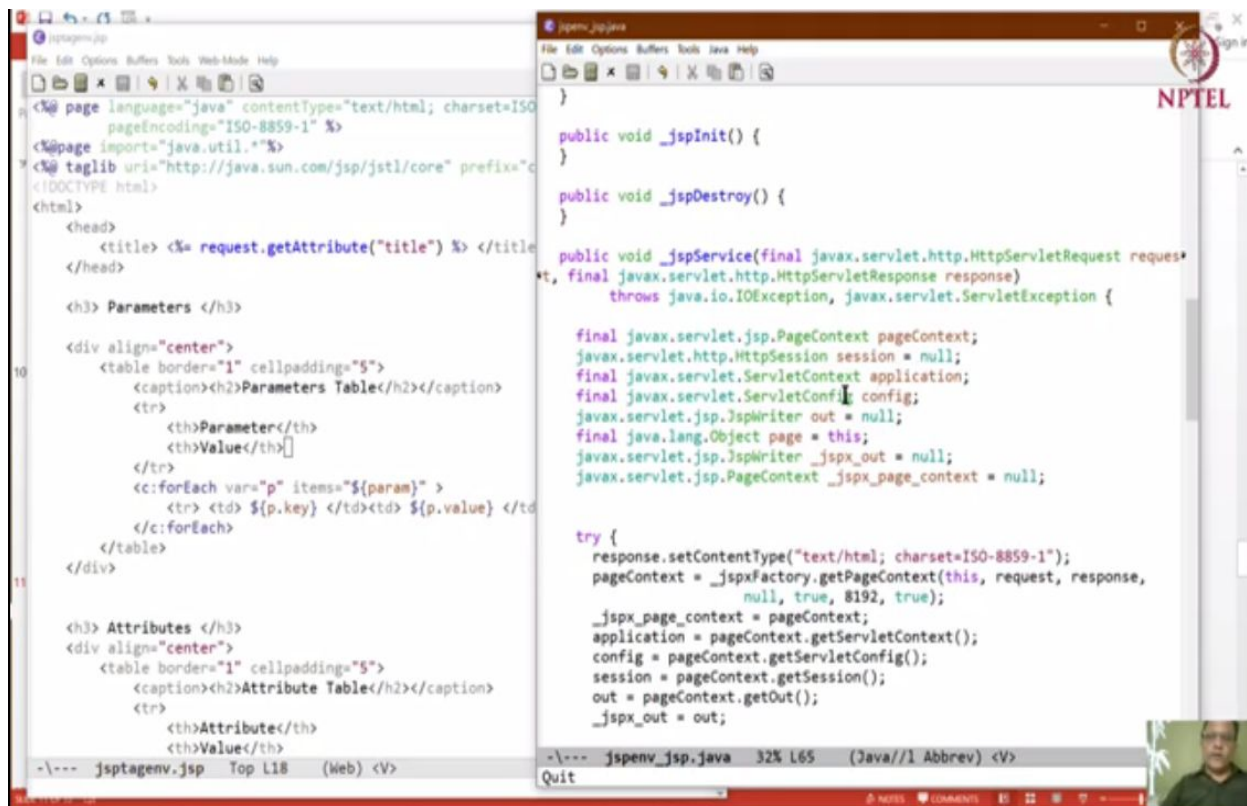 jsptagenv.jsp
File Edit Options Buffers Tools Web-Mode Help
<%@ page language="java" contentType="text/html; charset=ISO
pageEncoding="ISO-8859-1" %>
<%@page import="java.util.*"%>
<%@ taglib uri="http://java.sun.com/jsp/jstl/core" prefix="c
<!DOCTYPE html>
<html>
<head>
<title> <%= request.getAttribute("title") %> </title
</head>
<h3> Parameters </h3>
<div align="center">
<table border="1" cellpadding="5">
<caption><h2>Parameters Table</h2></caption>
<tr>
<th>Parameter</th>
<th>Value</th>
</tr>
<c:forEach var="p" items="${param}" >
<tr> <td> ${p.key} </td><td> ${p.value} </td
</c:forEach>
</table>
</div>
<h3> Attributes </h3>
<div align="center">
<table border="1" cellpadding="5">
<caption><h2>Attribute Table</h2></caption>
<tr>
<th>Attribute</th>
<th>Value</th>
-\--- jsptagenv.jsp Top L18 (Web) <V>
10
11
jspenv_jsp.java
File Edit Options Buffers Tools Java Help
}
public void _jspInit() {
}
public void _jspDestroy() {
}
public void _jspService(final javax.servlet.http.HttpServletRequest reques
t, final javax.servlet.http.HttpServletResponse response)
throws java.io.IOException, javax.servlet.ServletException {
final javax.servlet.jsp.PageContext pageContext;
javax.servlet.http.HttpSession session = null;
final javax.servlet.ServletContext application;
final javax.servlet.ServletConfig config;
javax.servlet.jsp.JspWriter out = null;
final java.lang.Object page = this;
javax.servlet.jsp.JspWriter _jspx_out = null;
javax.servlet.jsp.PageContext _jspx_page_context = null;
try {
response.setContentType("text/html; charset=ISO-8859-1");
pageContext = _jspxFactory.getPageContext(this, request, response,
null, true, 8192, true);
_jspx_page_context = pageContext;
application = pageContext.getServletContext();
config = pageContext.getServletConfig();
session = pageContext.getSession();
out = pageContext.getOut();
_jspx_out = out;
-\--- jspenv_jsp.java 32% L65 (Java//l Abbrev) <V>
Quit
Sign in
NPTEL
NOTES COMMENTS